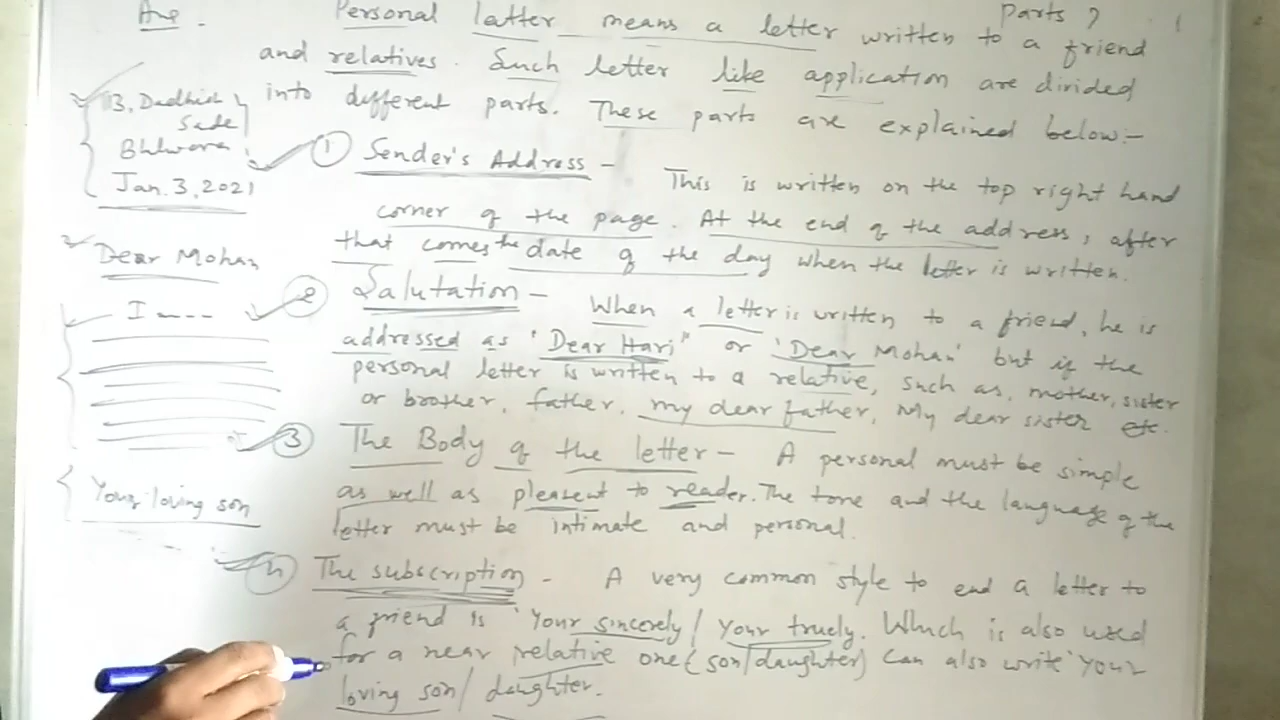 Parts ?
Ans. Personal latter means a letter written to a friend
and relatives. Such letter like application are divided
into different parts. These parts are explained below:-
① Sender's Address -
This is written on the top right hand
corner of the page. At the end of the address, after
that comes the date of the day when the letter is written.
② Salutation - When a letter is written to a friend, he is
addressed as 'Dear Hari" or 'Dear Mohan' but if the
personal letter is written to a relative, such as, mother, sister
or brother, father, my dear father, My dear sister etc.
③ The Body of the letter - A personal must be simple
as well as plesent to reader. The tone and the language of the
letter must be intimate and personal.
④ The subscription - A very common style to end a letter to
a friend is 'Your sincerely / Your truely. Which is also used
for a near relative one (son/daughter) can also write 'Your
loving son / daughter.
13, Dadhich
Bhlwara
Jan. 3, 2021
Dear Mohan
I ----
Your loving son